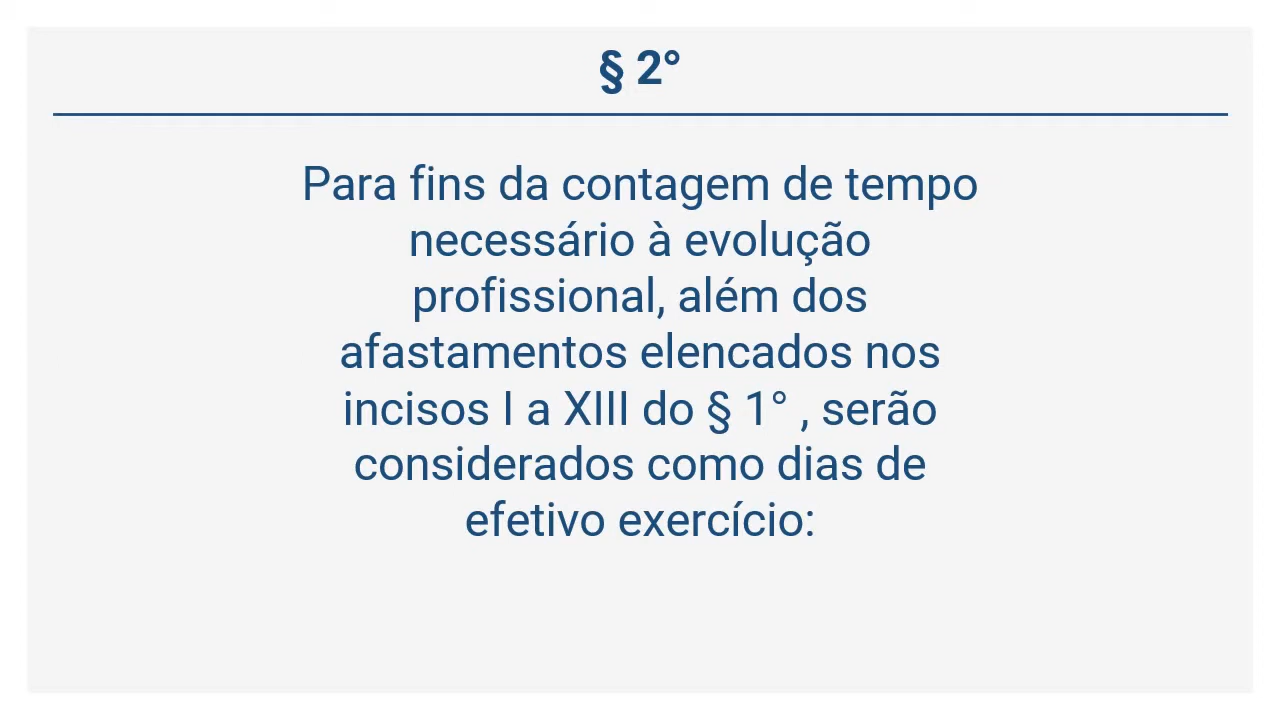 § 2°
Para fins da contagem de tempo
necessário à evolução
profissional, além dos
afastamentos elencados nos
incisos I a XIII do § 1° , serão
considerados como dias de
efetivo exercício: